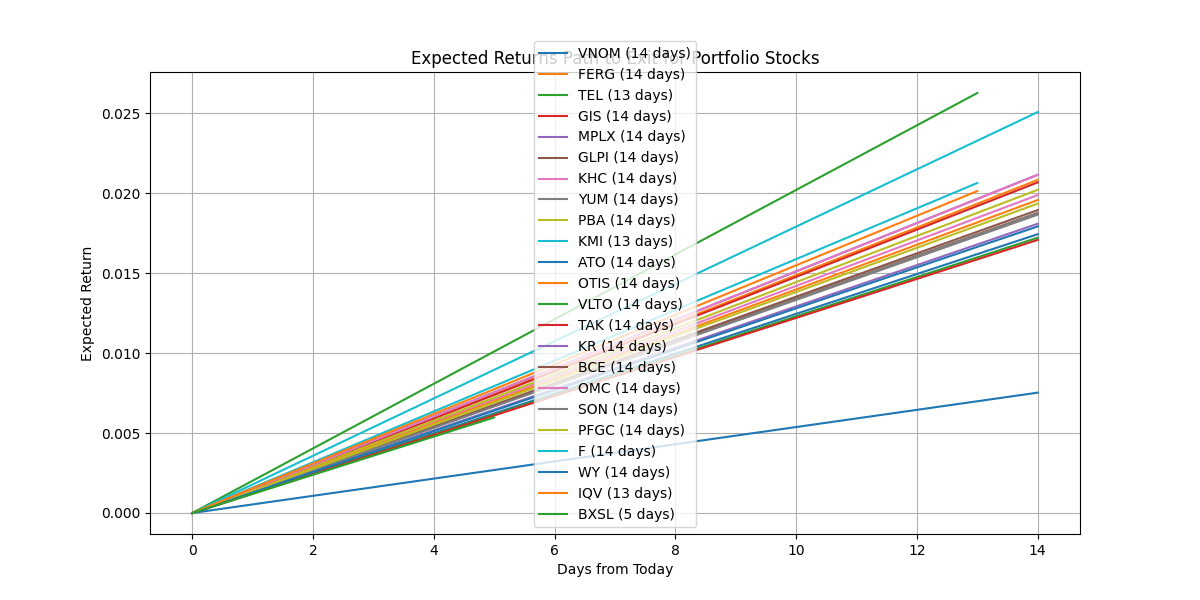 Expected Returns Path to Exit for Portfolio Stocks
VNOM (14 days)
FERG (14 days)
TEL (13 days)
GIS (14 days)
MPLX (14 days)
GLPI (14 days)
KHC (14 days)
YUM (14 days)
PBA (14 days)
KMI (13 days)
ATO (14 days)
OTIS (14 days)
VLTO (14 days)
TAK (14 days)
KR (14 days)
BCE (14 days)
OMC (14 days)
SON (14 days)
PFGC (14 days)
F (14 days)
WY (14 days)
IQV (13 days)
BXSL (5 days)
Expected Return
0.025
0.020
0.015
0.010
0.005
0.000
0 2 4 6 8 10 12 14
Days from Today